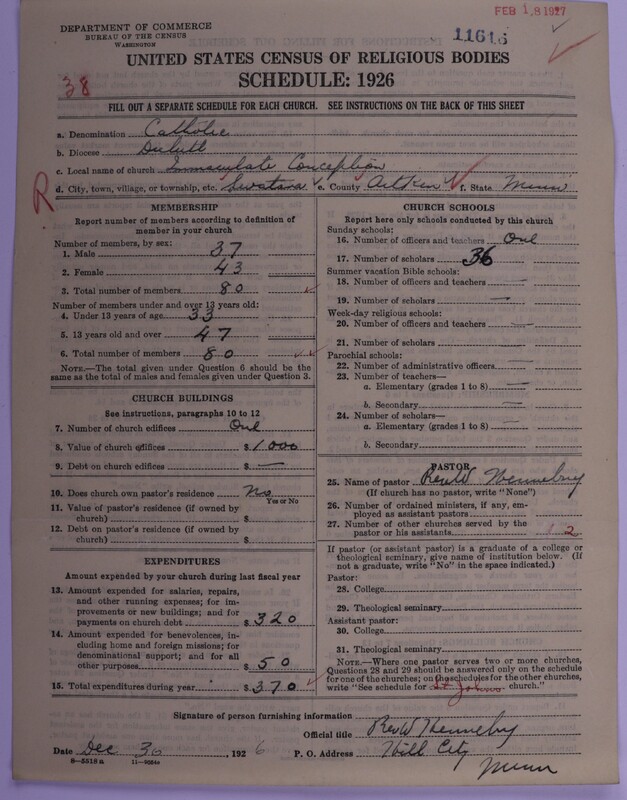 FEB 18 1927
DEPARTMENT OF COMMERCE
BUREAU OF THE CENSUS
WASHINGTON
11616
UNITED STATES CENSUS OF RELIGIOUS BODIES
SCHEDULE: 1926
38
FILL OUT A SEPARATE SCHEDULE FOR EACH CHURCH. SEE INSTRUCTIONS ON THE BACK OF THIS SHEET
a. Denomination Catholic
b. Diocese Duluth
c. Local name of church Immaculate Conception
R
d. City, town, village, or township, etc. Swatara e. County Aitken f. State Minn
MEMBERSHIP
Report number of members according to definition of
member in your church
Number of members, by sex:
1. Male 37
2. Female 43
3. Total number of members 80
Number of members under and over 13 years old:
4. Under 13 years of age 33
5. 13 years old and over 47
6. Total number of members 80
NOTE.—The total given under Question 6 should be the
same as the total of males and females given under Question 3.
CHURCH BUILDINGS
See instructions, paragraphs 10 to 12
7. Number of church edifices One
8. Value of church edifices $ 1000
9. Debt on church edifices $ —
10. Does church own pastor's residence No
Yes or No
11. Value of pastor's residence (if owned by
church) $
12. Debt on pastor's residence (if owned by
church) $
EXPENDITURES
Amount expended by your church during last fiscal year
13. Amount expended for salaries, repairs,
and other running expenses; for im-
provements or new buildings; and for
payments on church debt $ 320
14. Amount expended for benevolences, in-
cluding home and foreign missions; for
denominational support; and for all
other purposes $ 50
15. Total expenditures during year $ 370
CHURCH SCHOOLS
Report here only schools conducted by this church
Sunday schools:
16. Number of officers and teachers One
17. Number of scholars 36
Summer vacation Bible schools:
18. Number of officers and teachers —
19. Number of scholars —
Week-day religious schools:
20. Number of officers and teachers —
21. Number of scholars —
Parochial schools:
22. Number of administrative officers —
23. Number of teachers—
a. Elementary (grades 1 to 8) —
b. Secondary —
24. Number of scholars—
a. Elementary (grades 1 to 8) —
b. Secondary
PASTOR
25. Name of pastor Rev W Hennebry
(If church has no pastor, write "None")
26. Number of ordained ministers, if any, em-
ployed as assistant pastors
27. Number of other churches served by the
pastor or his assistants 2
If pastor (or assistant pastor) is a graduate of a college or
theological seminary, give name of institution below. (If
not a graduate, write "No" in the space indicated.)
Pastor:
28. College
29. Theological seminary
Assistant pastor:
30. College
31. Theological seminary
NOTE.—Where one pastor serves two or more churches,
Questions 28 and 29 should be answered only on the schedule
for one of the churches; on the schedules for the other churches,
write "See schedule for St Johns church."
Signature of person furnishing information
Official title Rev W Hennebry
Date Dec 30, 1926 P. O. Address Hill City
Minn
8—5518 a